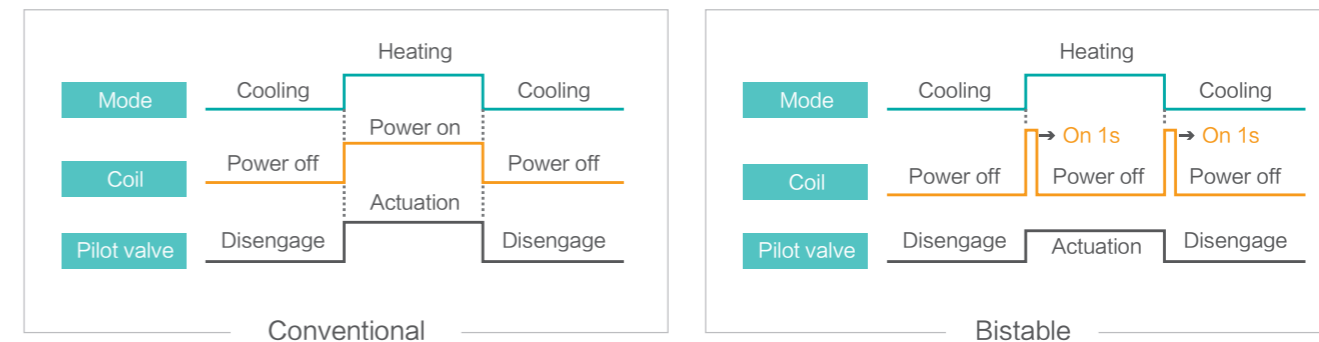 Heating
Mode Cooling Cooling
Power on
Coil Power off Power off
Actuation
Pilot valve Disengage Disengage
Conventional
Heating
Mode Cooling Cooling
➔ On 1s ➔ On 1s
Coil Power off Power off Power off
Pilot valve Disengage Actuation Disengage
Bistable